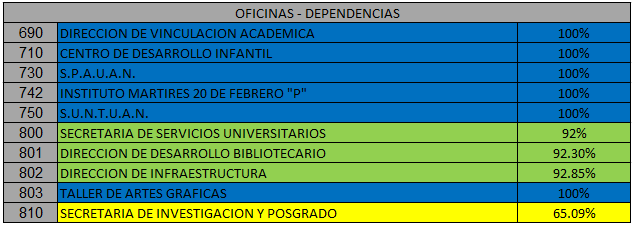 OFICINAS - DEPENDENCIAS
690 DIRECCION DE VINCULACION ACADEMICA 100%
710 CENTRO DE DESARROLLO INFANTIL 100%
730 S.P.A.U.A.N. 100%
742 INSTITUTO MARTIRES 20 DE FEBRERO "P" 100%
750 S.U.N.T.U.A.N. 100%
800 SECRETARIA DE SERVICIOS UNIVERSITARIOS 92%
801 DIRECCION DE DESARROLLO BIBLIOTECARIO 92.30%
802 DIRECCION DE INFRAESTRUCTURA 92.85%
803 TALLER DE ARTES GRAFICAS 100%
810 SECRETARIA DE INVESTIGACION Y POSGRADO 65.09%